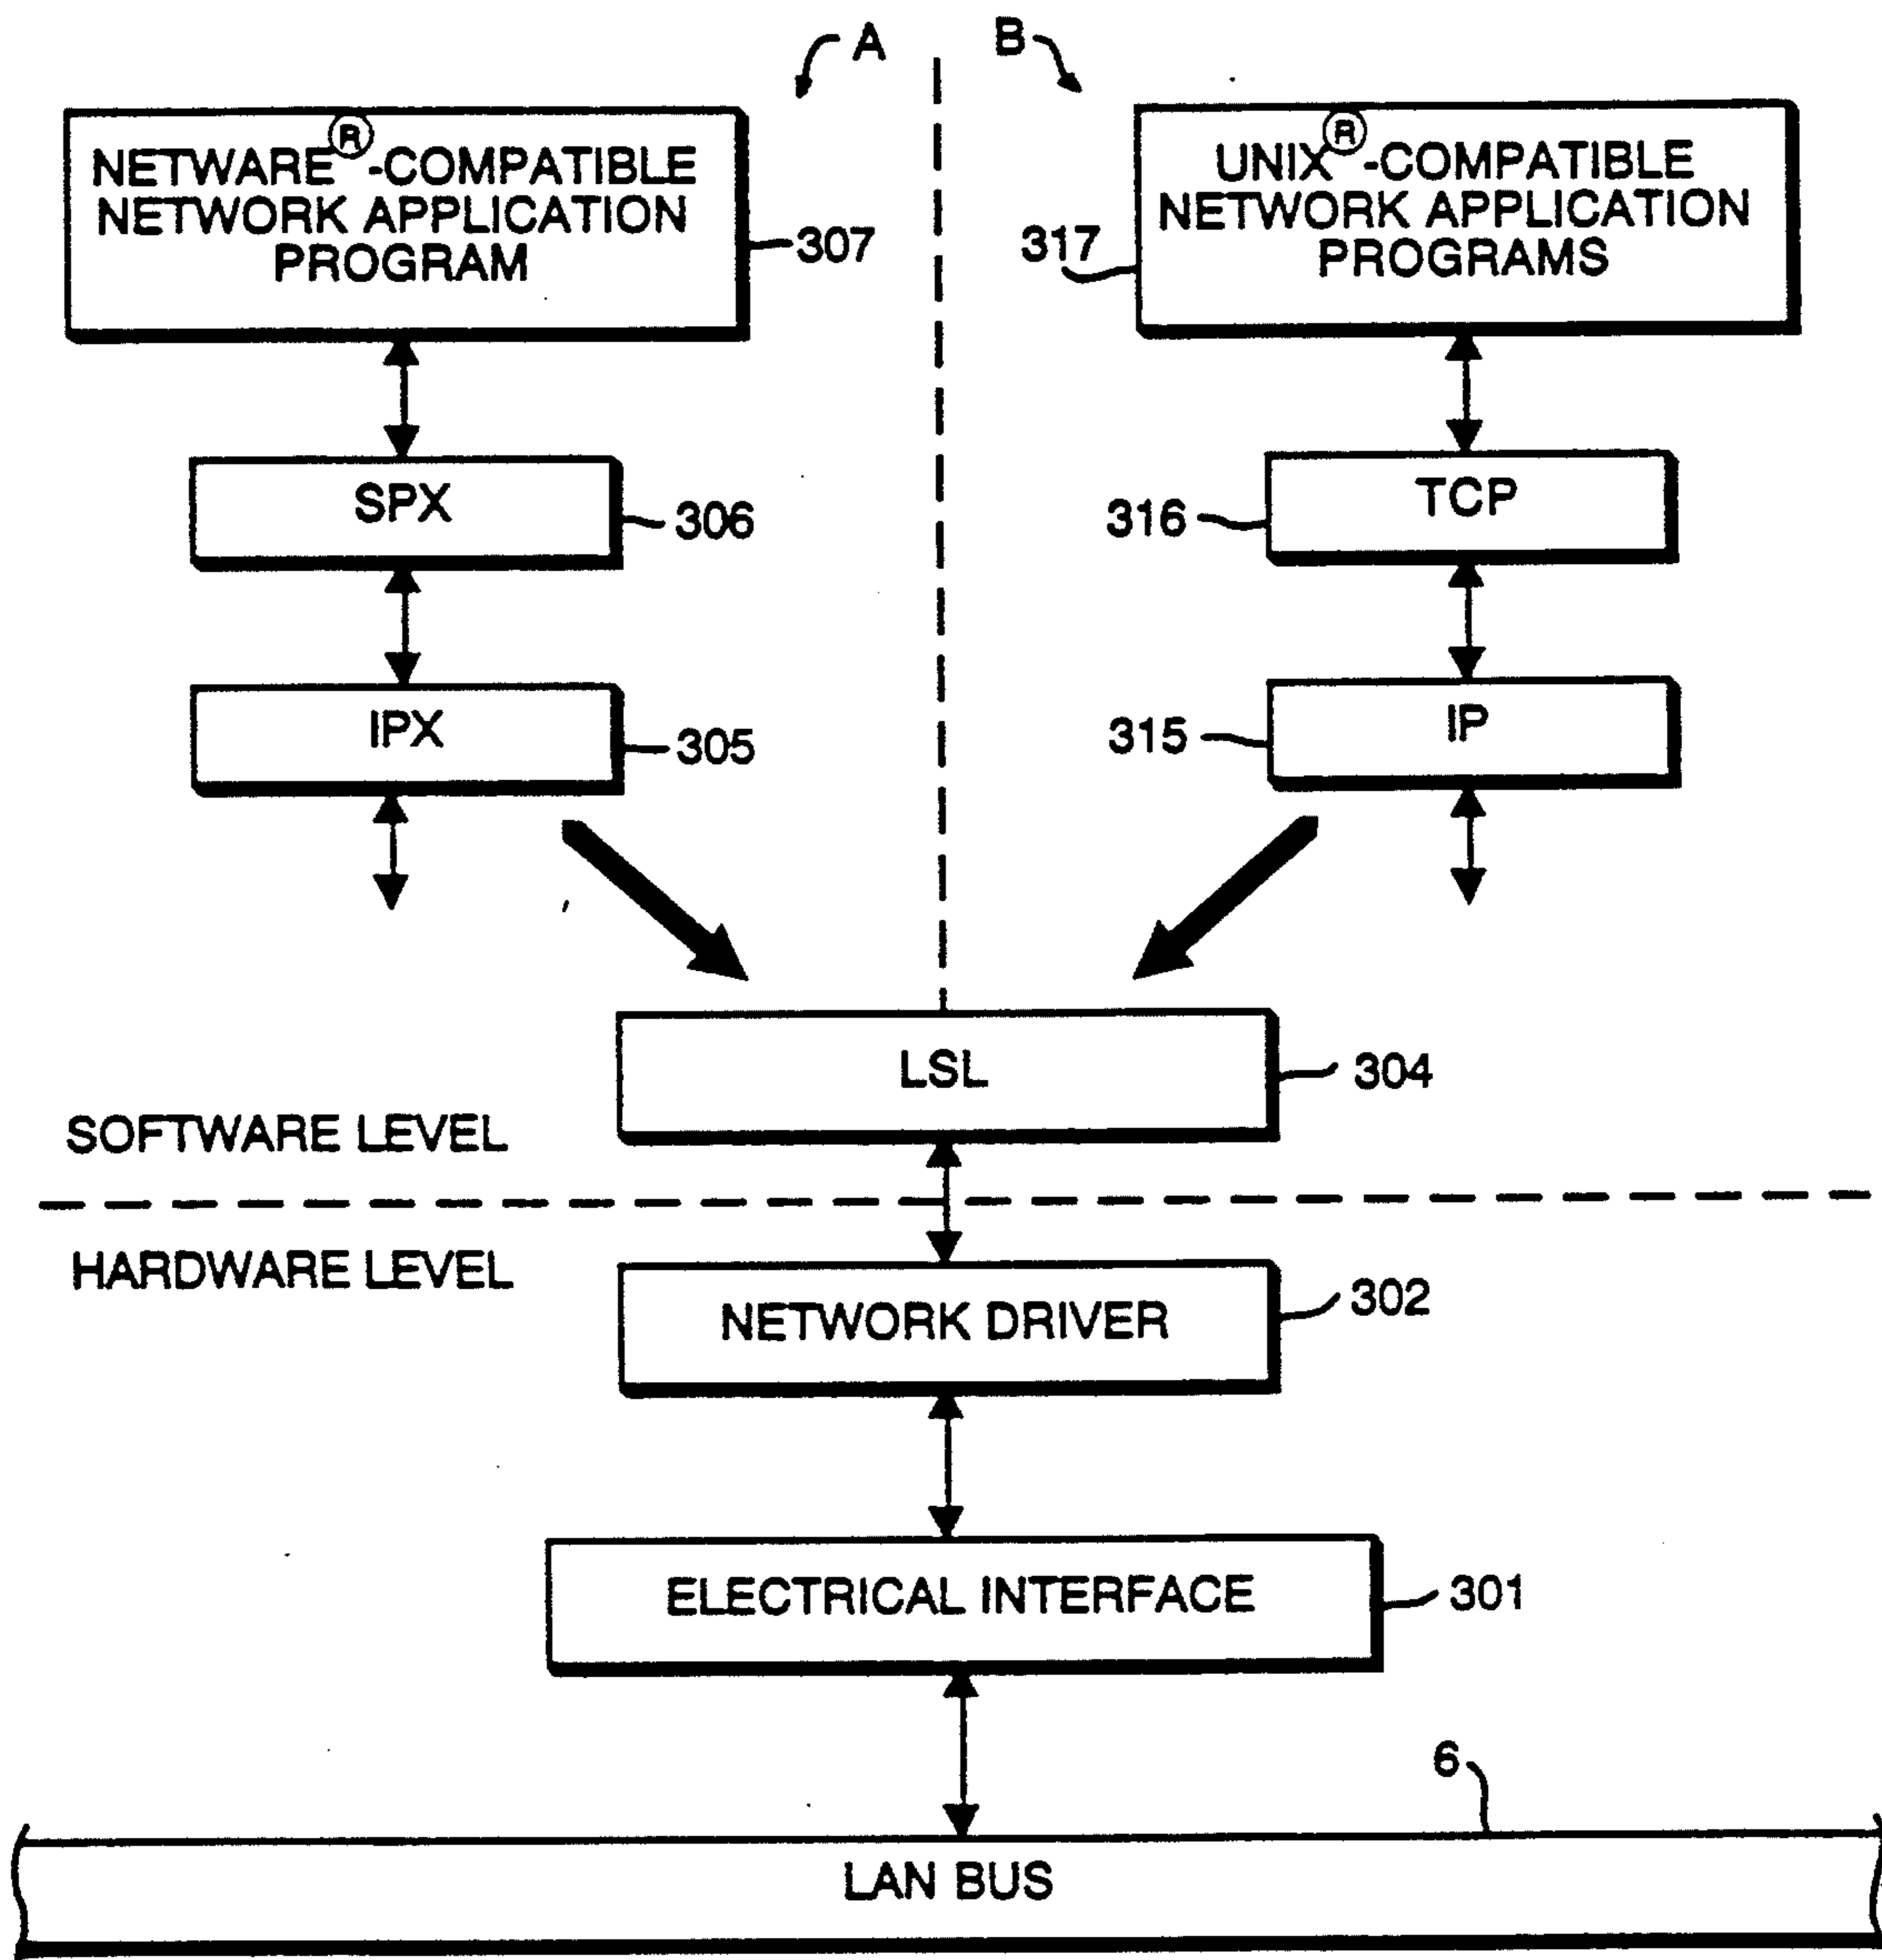 A
B
NETWARE®-COMPATIBLE
NETWORK APPLICATION
PROGRAM
307
UNIX®-COMPATIBLE
NETWORK APPLICATION
PROGRAMS
317
SPX
306
TCP
316
IPX
305
IP
315
LSL
304
SOFTWARE LEVEL
HARDWARE LEVEL
NETWORK DRIVER
302
ELECTRICAL INTERFACE
301
6
LAN BUS